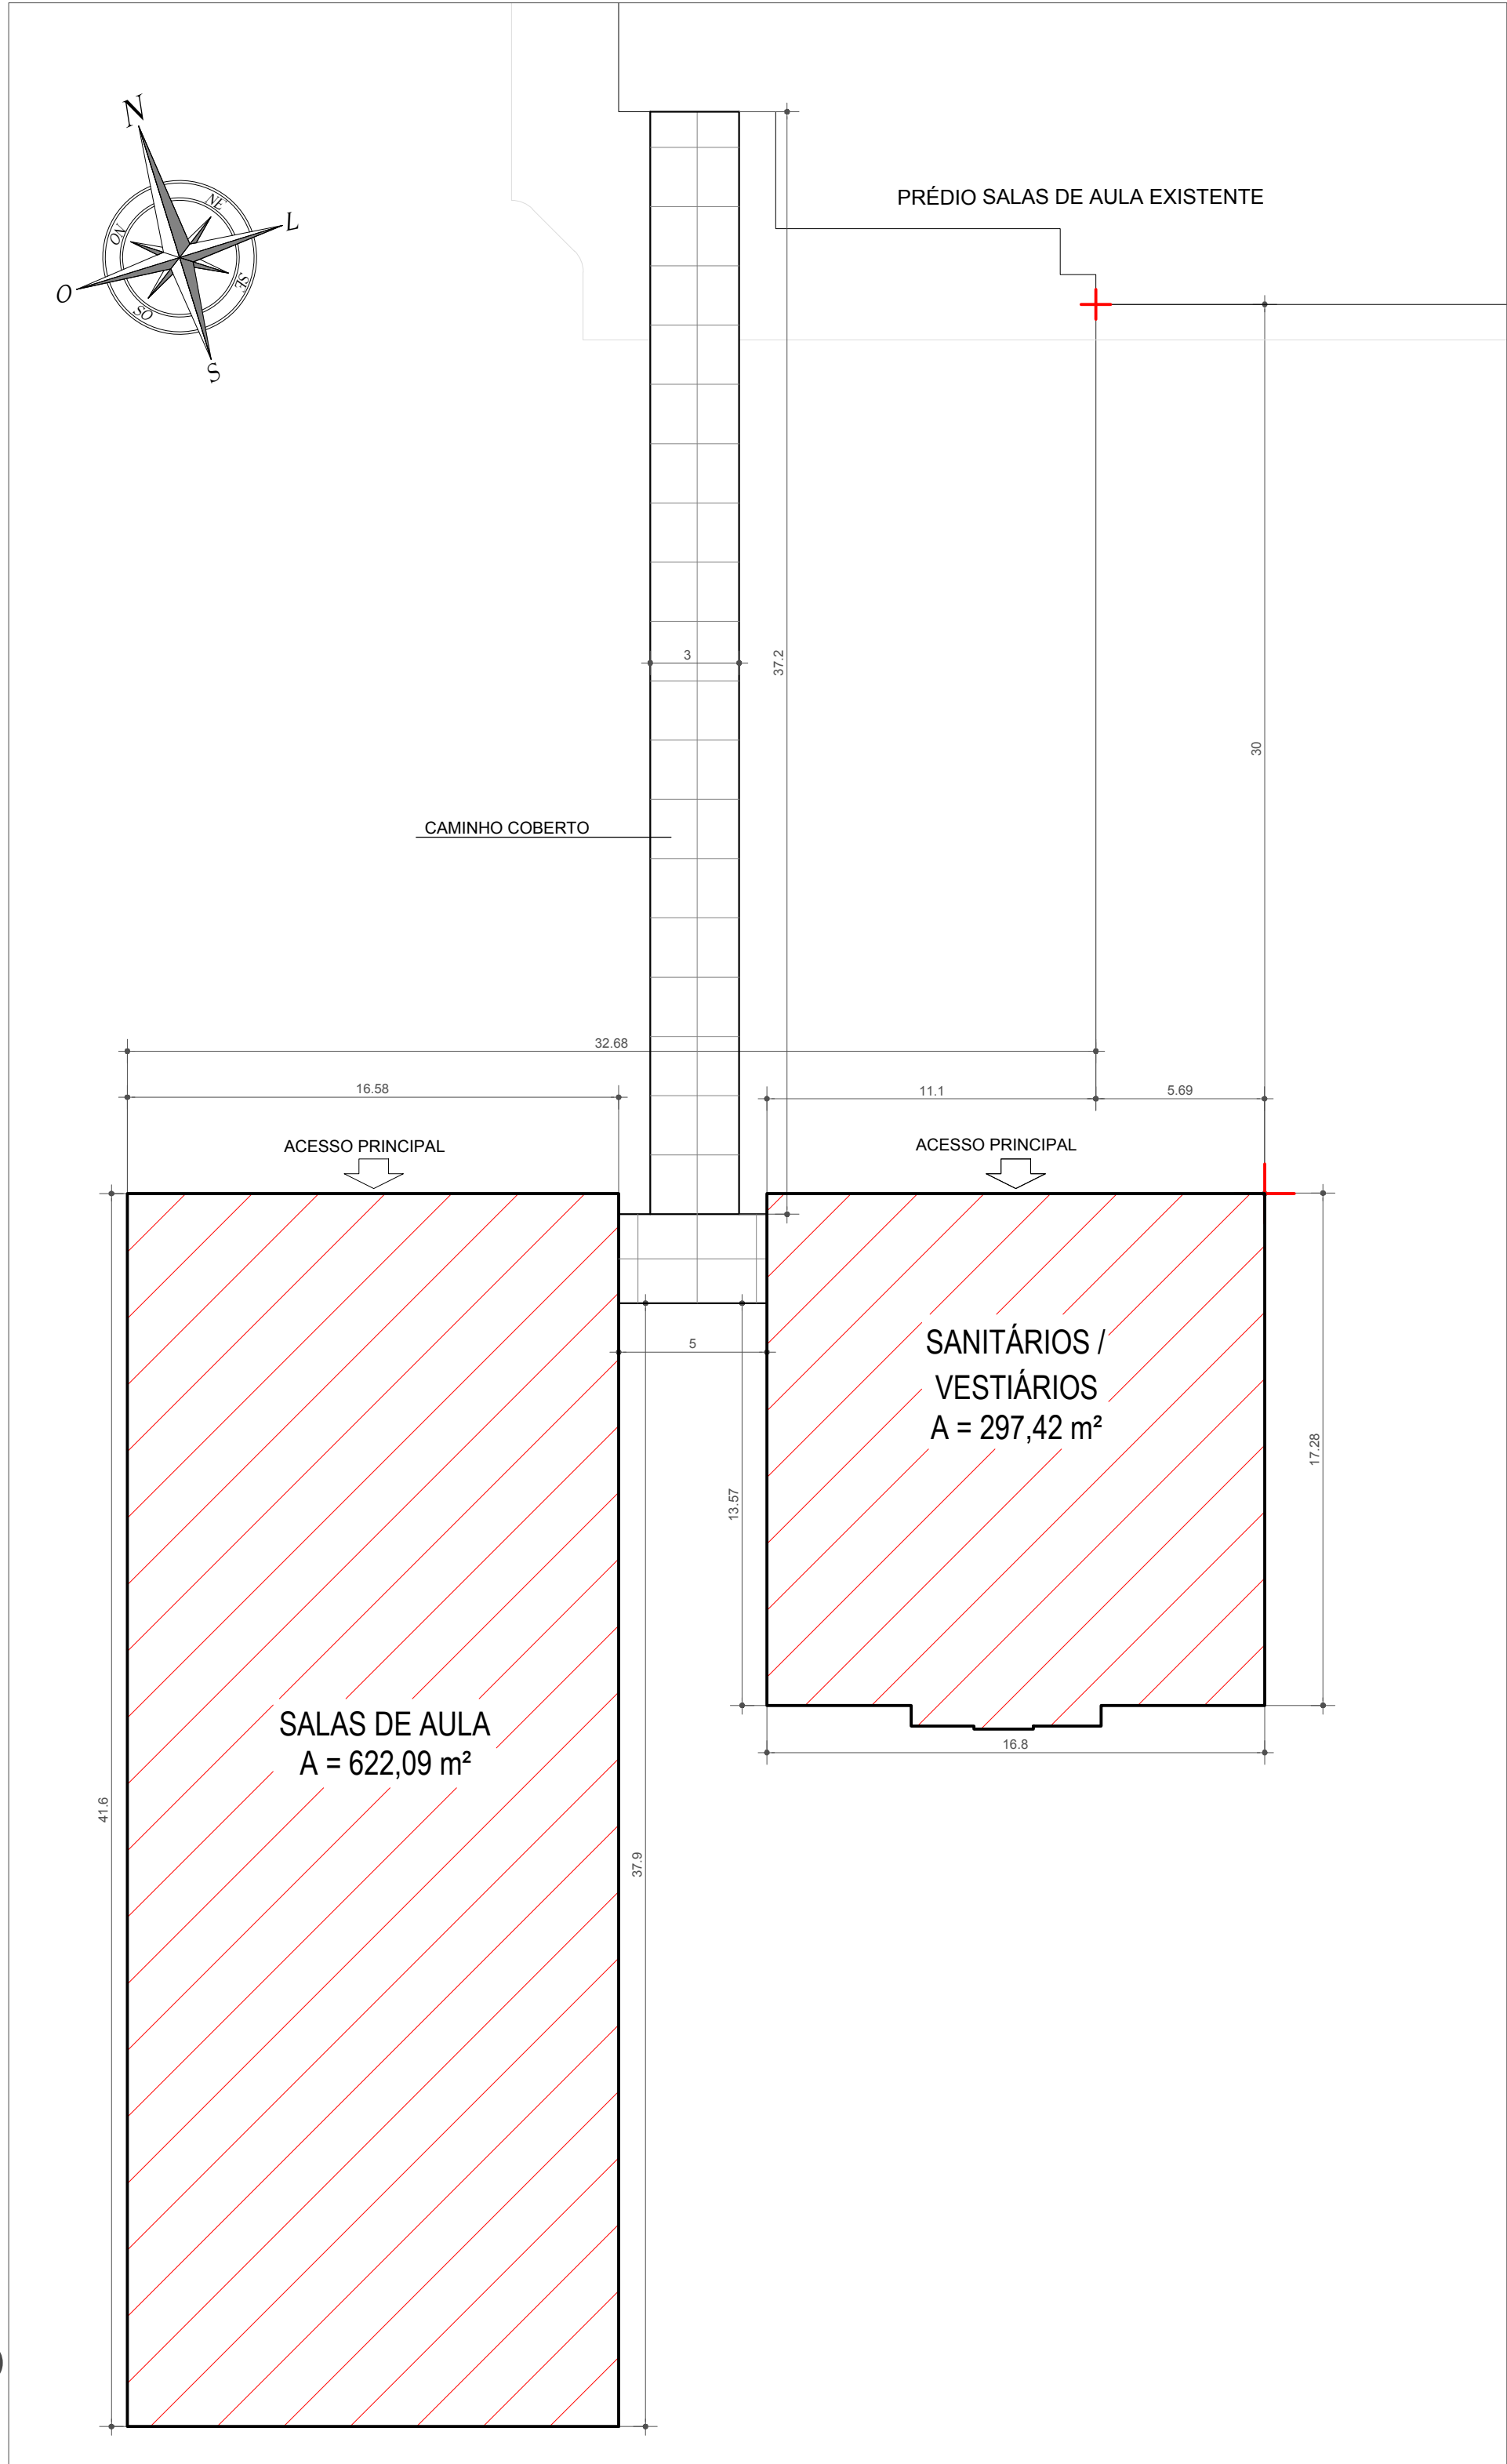 N
NE
L
ON
SE
O
SO
S
PRÉDIO SALAS DE AULA EXISTENTE
3
37.2
30
CAMINHO COBERTO
32.68
16.58
11.1
5.69
ACESSO PRINCIPAL
ACESSO PRINCIPAL
5
SANITÁRIOS /
VESTIÁRIOS
A = 297,42 m²
17.28
13.57
SALAS DE AULA
A = 622,09 m²
16.8
41.6
37.9